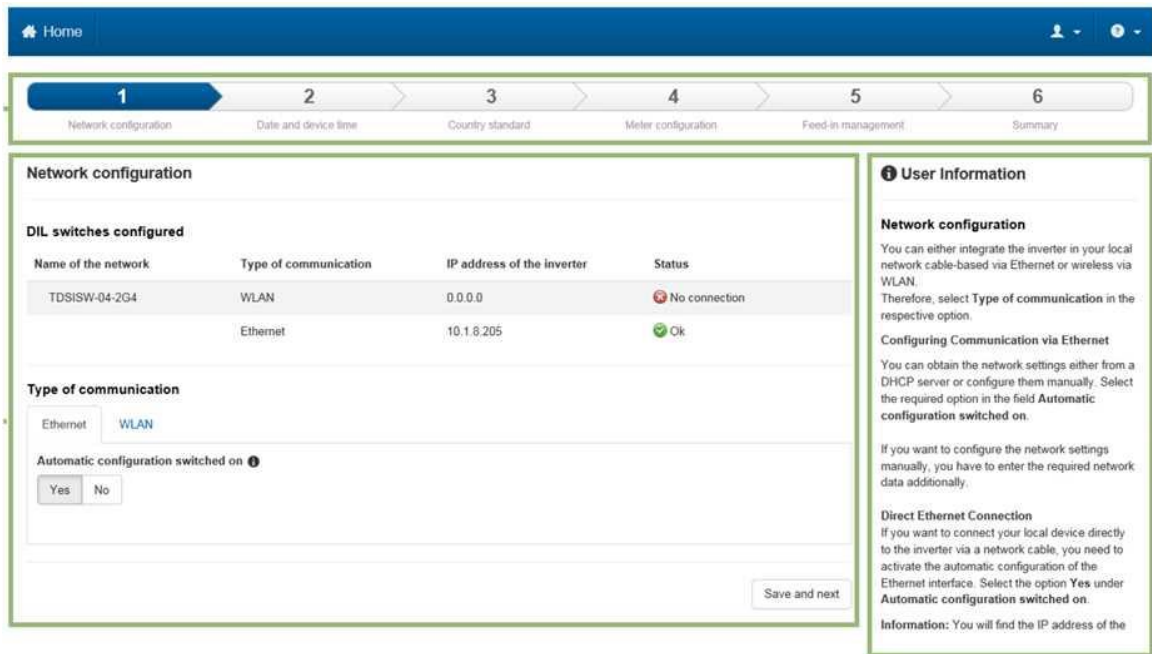 Home
1
2
3
4
5
6
Network configuration
Date and device time
Country standard
Meter configuration
Feed-in management
Summary
Network configuration
DIL switches configured
Name of the network Type of communication IP address of the inverter Status
TDSISW-04-2G4 WLAN 0.0.0.0 No connection
Ethernet 10.1.8.205 Ok
Type of communication
Ethernet WLAN
Automatic configuration switched on
Yes No
Save and next
User Information
Network configuration
You can either integrate the inverter in your local
network cable-based via Ethernet or wireless via
WLAN.
Therefore, select Type of communication in the
respective option.
Configuring Communication via Ethernet
You can obtain the network settings either from a
DHCP server or configure them manually. Select
the required option in the field Automatic
configuration switched on.
If you want to configure the network settings
manually, you have to enter the required network
data additionally.
Direct Ethernet Connection
If you want to connect your local device directly
to the inverter via a network cable, you need to
activate the automatic configuration of the
Ethernet interface. Select the option Yes under
Automatic configuration switched on.
Information: You will find the IP address of the